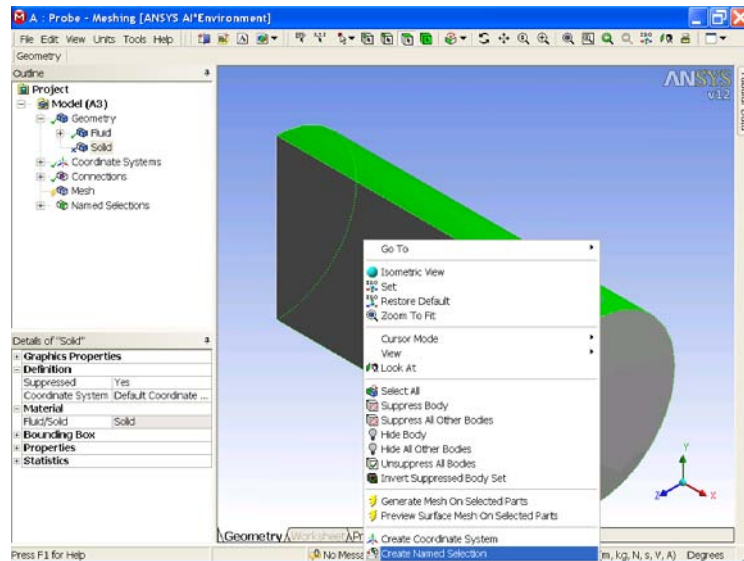 A : Probe - Meshing [ANSYS AI*Environment]
File Edit View Units Tools Help
Geometry
Outline
Project
Model (A3)
Geometry
Fluid
Solid
Coordinate Systems
Connections
Mesh
Named Selections
ANSYS
v12
Go To
Isometric View
Set
Restore Default
Zoom To Fit
Cursor Mode
View
Look At
Select All
Suppress Body
Suppress All Other Bodies
Hide Body
Hide All Other Bodies
Unsuppress All Bodies
Invert Suppressed Body Set
Generate Mesh On Selected Parts
Preview Surface Mesh On Selected Parts
Create Coordinate System
Create Named Selection
Details of "Solid"
Graphics Properties
Definition
Suppressed Yes
Coordinate System Default Coordinate ...
Material
Fluid/Solid Solid
Bounding Box
Properties
Statistics
Y
Z X
Geometry Worksheet Pr
Press F1 for Help No Messa (m, kg, N, s, V, A) Degrees